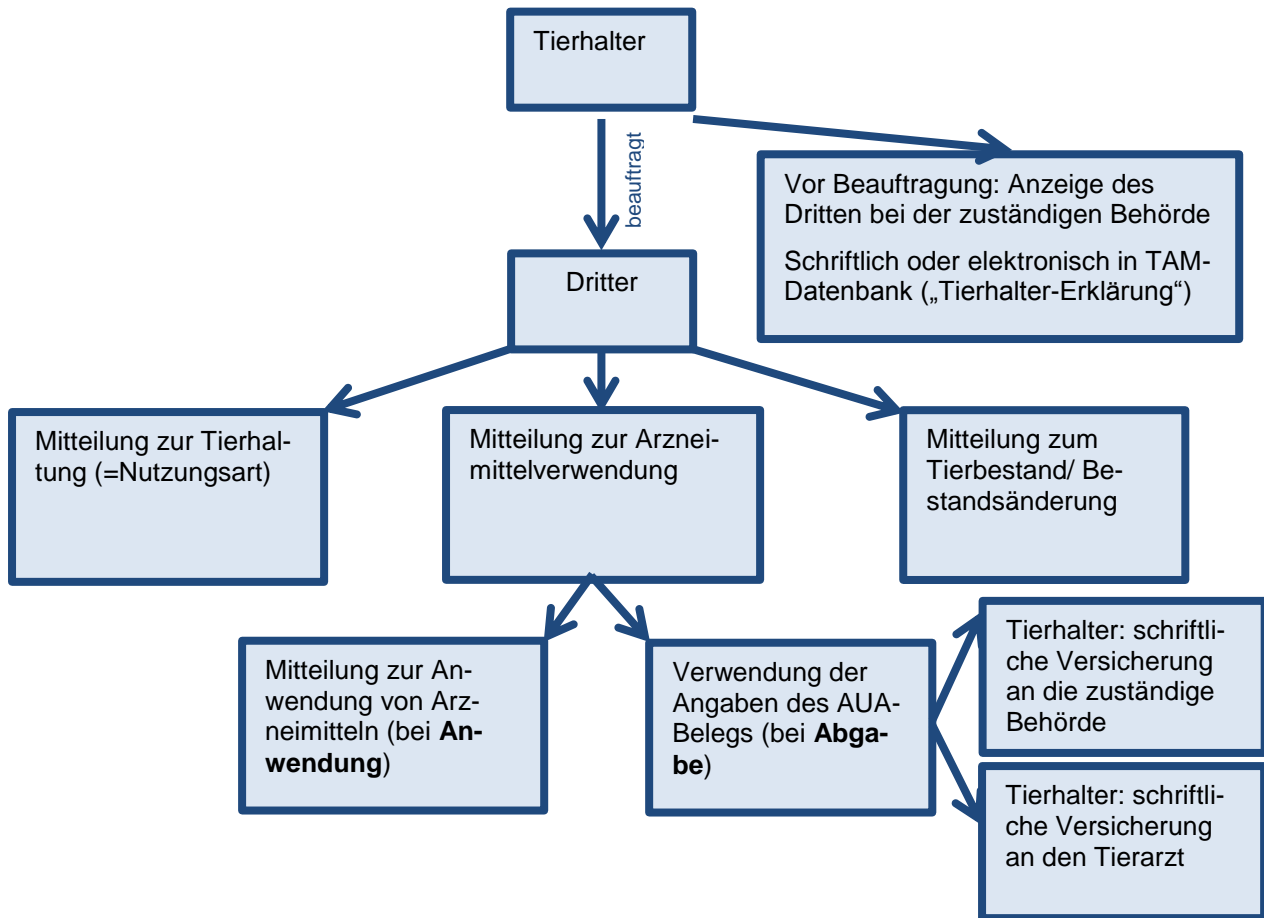 Tierhalter
beauftragt
Vor Beauftragung: Anzeige des
Dritten bei der zuständigen Behörde
Schriftlich oder elektronisch in TAM-
Datenbank („Tierhalter-Erklärung“)
Dritter
Mitteilung zur Tierhal-
tung (=Nutzungsart)
Mitteilung zur Arznei-
mittelverwendung
Mitteilung zum
Tierbestand/ Be-
standsänderung
Mitteilung zur An-
wendung von Arz-
neimitteln (bei An-
wendung)
Verwendung der
Angaben des AUA-
Belegs (bei Abga-
be)
Tierhalter: schriftli-
che Versicherung
an die zuständige
Behörde
Tierhalter: schriftli-
che Versicherung
an den Tierarzt